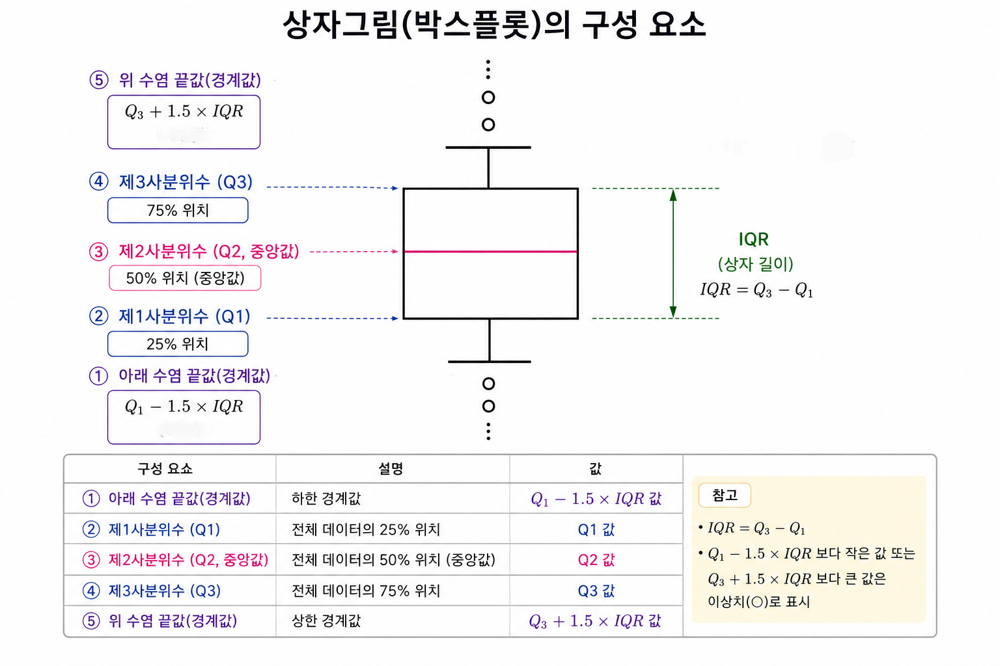 상자그림(박스플롯)의 구성 요소
⑤ 위 수염 끝값(경계값)
Q₃ + 1.5 × IQR
④ 제3사분위수 (Q3)
75% 위치
③ 제2사분위수 (Q2, 중앙값)
50% 위치 (중앙값)
② 제1사분위수 (Q1)
25% 위치
① 아래 수염 끝값(경계값)
Q₁ − 1.5 × IQR
IQR
(상자 길이)
IQR = Q₃ − Q₁
구성 요쇼 설명 값
① 아래 수염 끝값(경계값) 하한 경계값 Q₁ − 1.5 × IQR 값
② 제1사분위수 (Q1) 전체 데이터의 25% 위치 Q1 값
③ 제2사분위수 (Q2, 중앙값) 전체 데이터의 50% 위치 (중앙값) Q2 값
④ 제3사분위수 (Q3) 전체 데이터의 75% 위치 Q3 값
⑤ 위 수염 끝값(경계값) 상한 경계값 Q₃ + 1.5 × IQR 값
참고
• IQR = Q₃ − Q₁
• Q₁ − 1.5 × IQR 보다 작은 값 또는
Q₃ + 1.5 × IQR 보다 큰 값은
이상치(○)로 표시